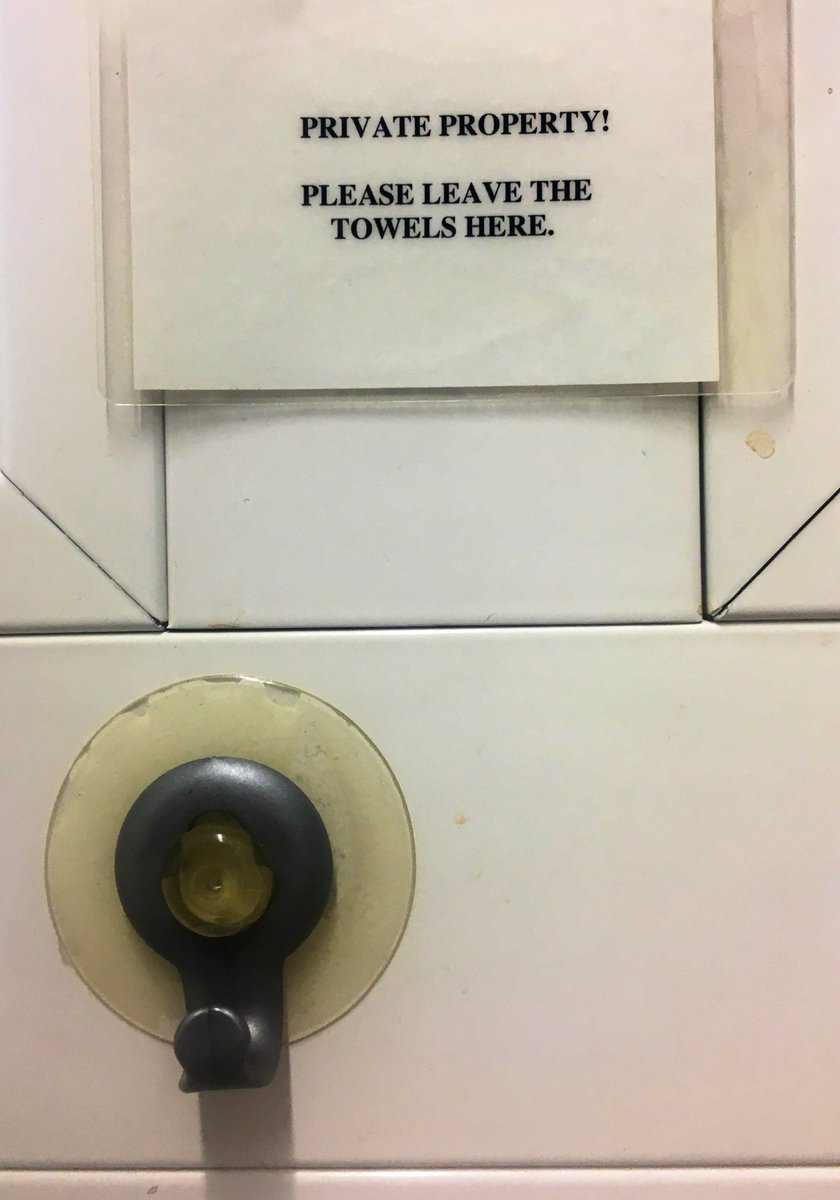 PRIVATE PROPERTY!
PLEASE LEAVE THE
TOWELS HERE.